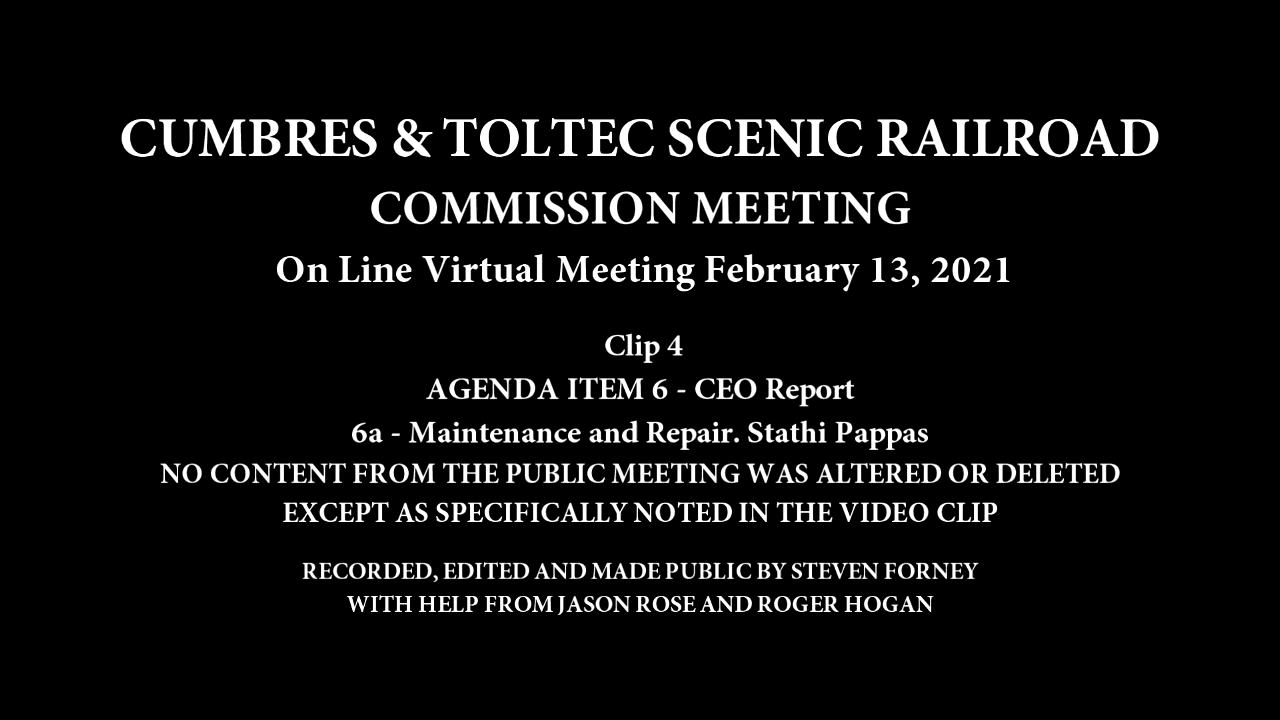 CUMBRES & TOLTEC SCENIC RAILROAD
COMMISSION MEETING
On Line Virtual Meeting February 13, 2021
Clip 4
AGENDA ITEM 6 - CEO Report
6a - Maintenance and Repair. Stathi Pappas
NO CONTENT FROM THE PUBLIC MEETING WAS ALTERED OR DELETED
EXCEPT AS SPECIFICALLY NOTED IN THE VIDEO CLIP
RECORDED, EDITED AND MADE PUBLIC BY STEVEN FORNEY
WITH HELP FROM JASON ROSE AND ROGER HOGAN